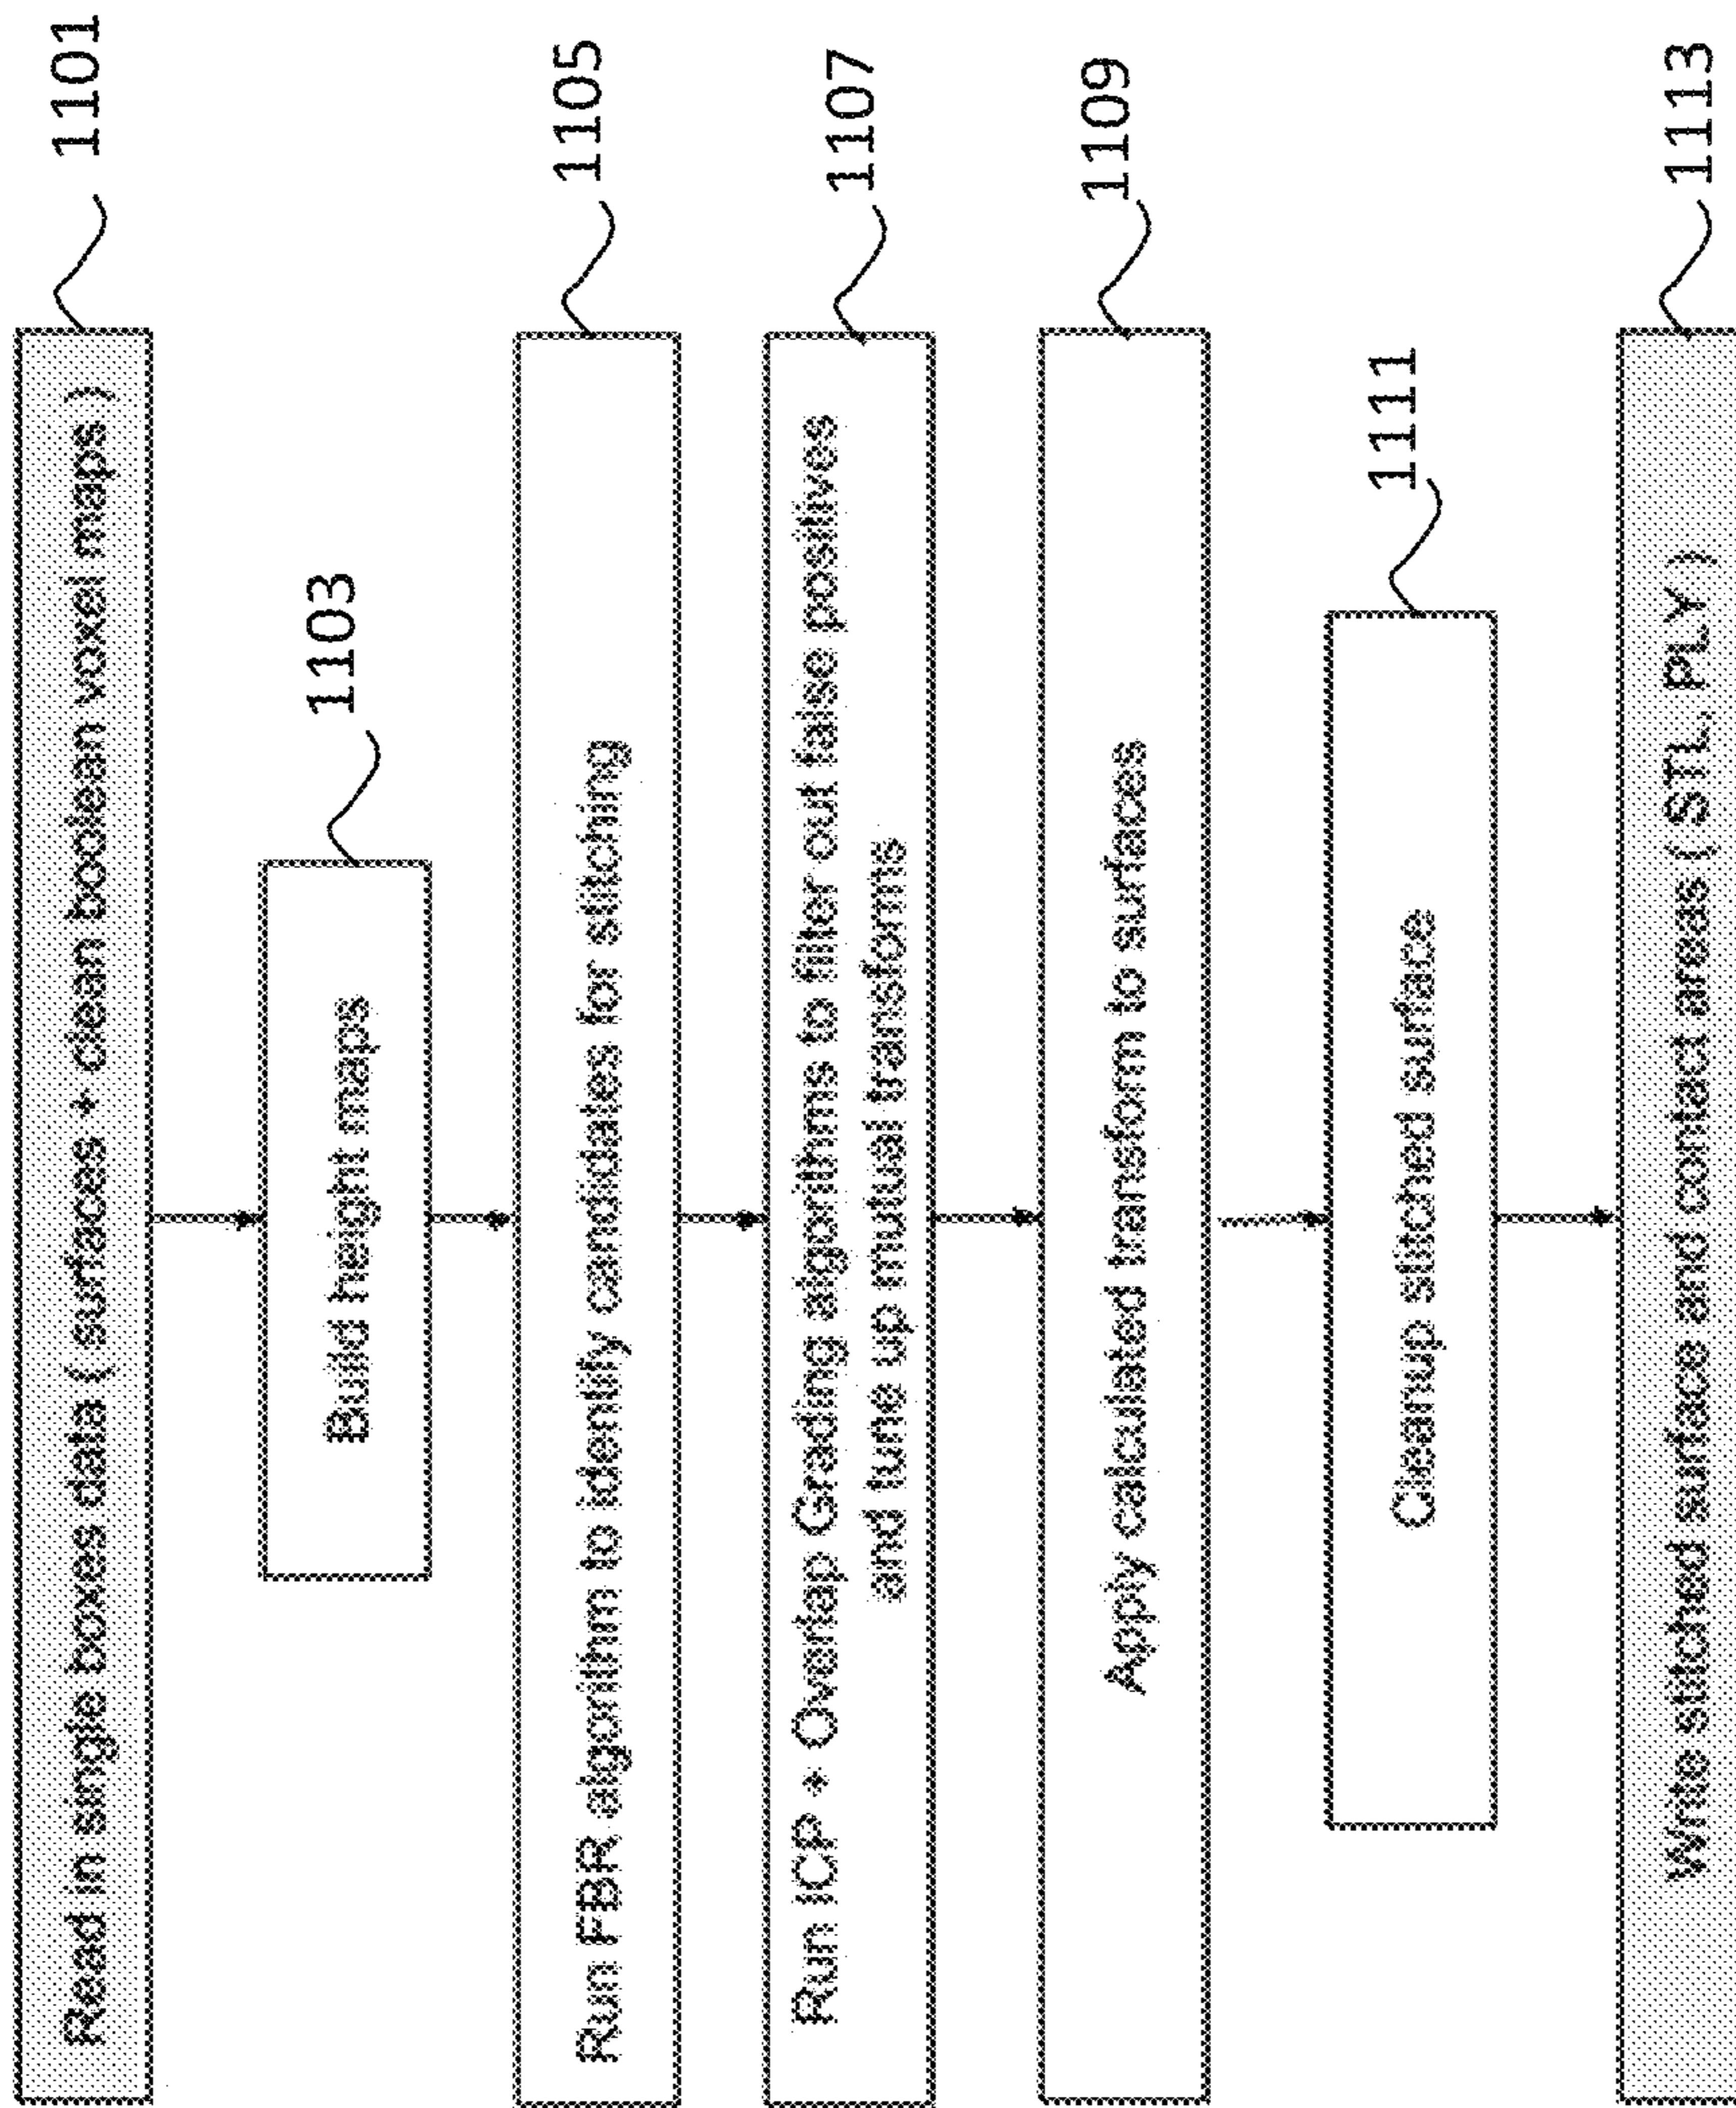 Read in single boxes data ( surfaces + clean boolean voxel maps )
1101
Build height maps
1103
Run FBR algorithm to identify candidates for stitching
1105
Run ICP + Overlap Grading algorithms to filter out false positives
and tune up mutual transforms
1107
Apply calculated transform to surfaces
1109
Cleanup stitched surface
1111
Write stitched surface and contact areas ( STL, PLY )
1113